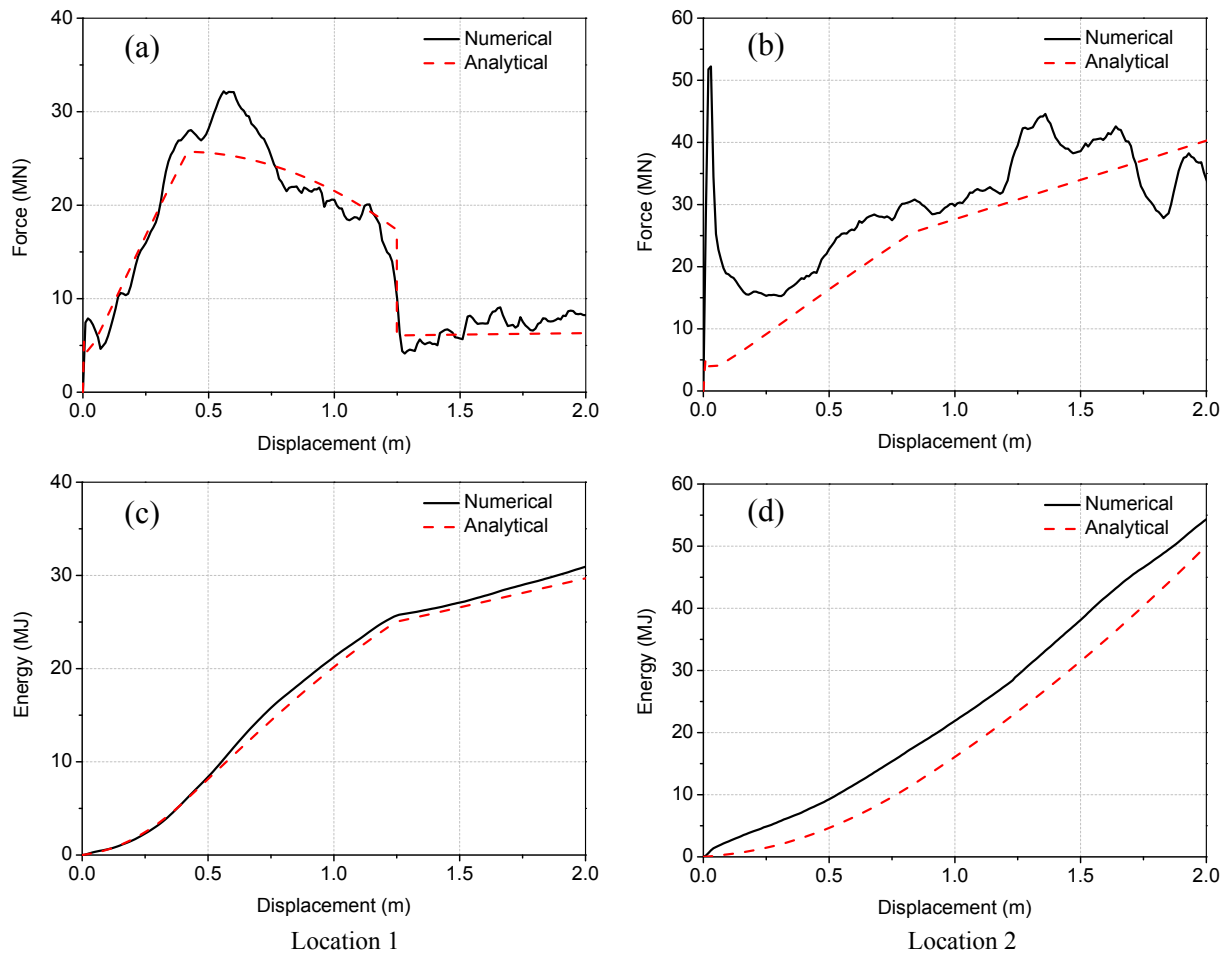 (a)
Numerical
Analytical
Force (MN)
40
30
20
10
0
0.0 0.5 1.0 1.5 2.0
Displacement (m)
(b)
Numerical
Analytical
Force (MN)
60
50
40
30
20
10
0
0.0 0.5 1.0 1.5 2.0
Displacement (m)
(c)
Numerical
Analytical
Energy (MJ)
40
30
20
10
0
0.0 0.5 1.0 1.5 2.0
Displacement (m)
Location 1
(d)
Numerical
Analytical
Energy (MJ)
60
50
40
30
20
10
0
0.0 0.5 1.0 1.5 2.0
Displacement (m)
Location 2